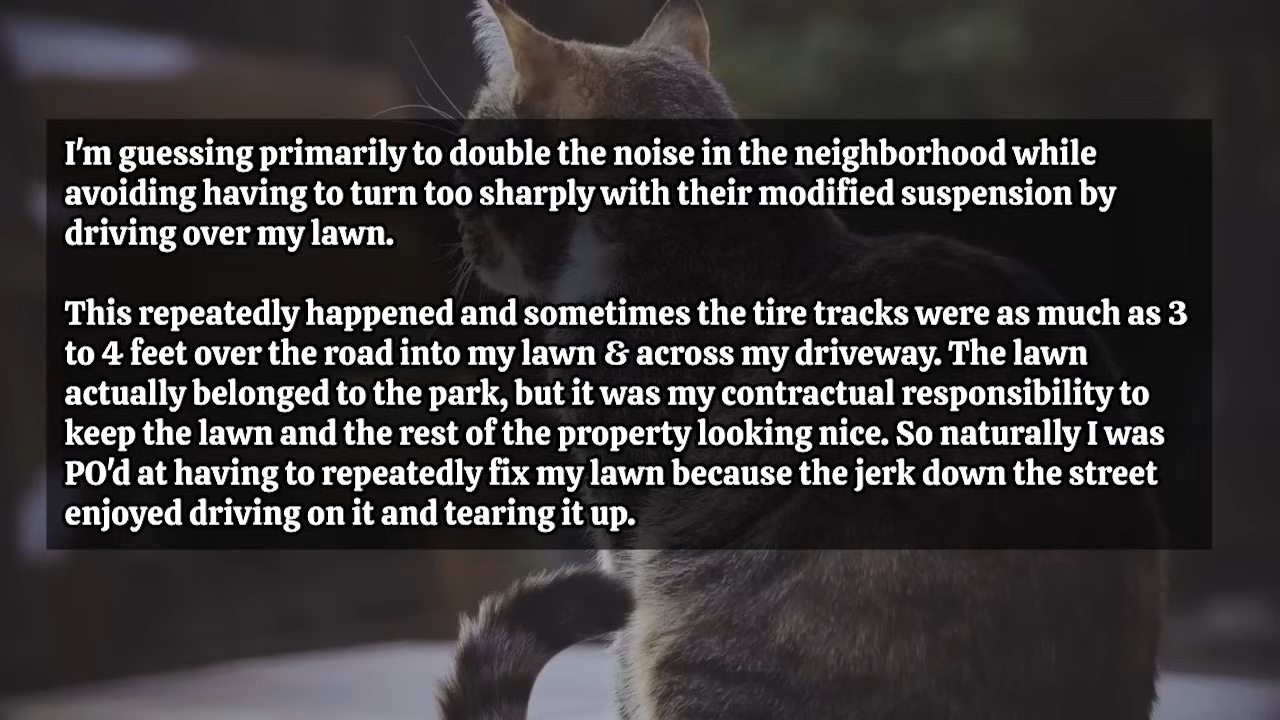 I'm guessing primarily to double the noise in the neighborhood while
avoiding having to turn too sharply with their modified suspension by
driving over my lawn.
This repeatedly happened and sometimes the tire tracks were as much as 3
to 4 feet over the road into my lawn & across my driveway. The lawn
actually belonged to the park, but it was my contractual responsibility to
keep the lawn and the rest of the property looking nice. So naturally I was
PO'd at having to repeatedly fix my lawn because the jerk down the street
enjoyed driving on it and tearing it up.